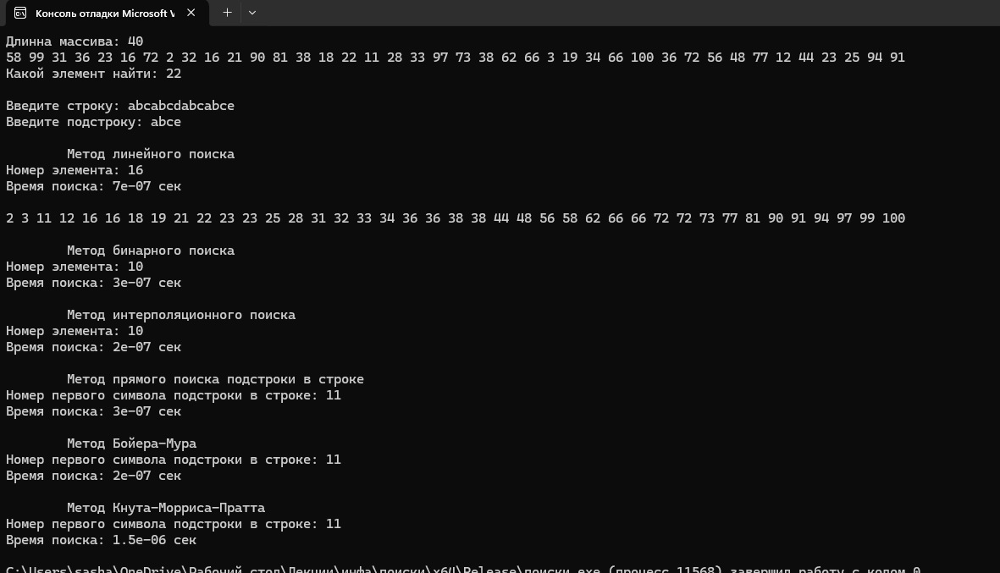 Консоль отладки Microsoft V
Длинна массива: 40
58 99 31 36 23 16 72 2 32 16 21 90 81 38 18 22 11 28 33 97 73 38 62 66 3 19 34 66 100 36 72 56 48 77 12 44 23 25 94 91
Какой элемент найти: 22
Введите строку: abcabcdabcabce
Введите подстроку: abce
Метод линейного поиска
Номер элемента: 16
Время поиска: 7e-07 сек
2 3 11 12 16 16 18 19 21 22 23 23 25 28 31 32 33 34 36 36 38 38 44 48 56 58 62 66 66 72 72 73 77 81 90 91 94 97 99 100
Метод бинарного поиска
Номер элемента: 10
Время поиска: 3e-07 сек
Метод интерполяционного поиска
Номер элемента: 10
Время поиска: 2e-07 сек
Метод прямого поиска подстроки в строке
Номер первого символа подстроки в строке: 11
Время поиска: 3e-07 сек
Метод Бойера-Мура
Номер первого символа подстроки в строке: 11
Время поиска: 2e-07 сек
Метод Кнута-Морриса-Пратта
Номер первого символа подстроки в строке: 11
Время поиска: 1.5e-06 сек
C:\Users\sasha\OneDrive\Рабочий стол\Лекции\инфа\поиски\x64\Release\поиски.exe (процесс 11568) завершил работу с кодом 0